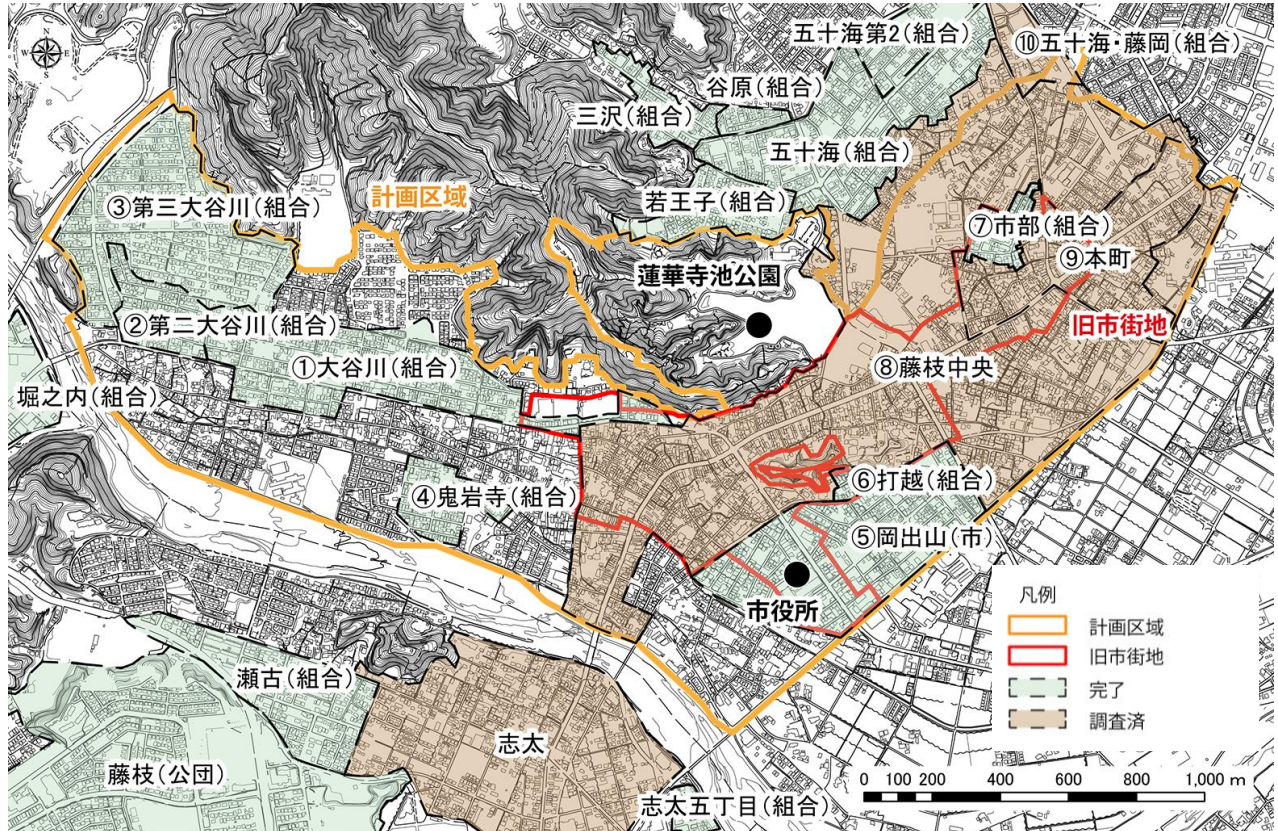 N
W
E
S
五十海第2(組合)
⑩五十海・藤岡(組合)
谷原(組合)
三沢(組合)
五十海(組合)
③第三大谷川(組合)
計画区域
若王子(組合)
⑦市部(組合)
⑨本町
蓮華寺池公園
②第二大谷川(組合)
旧市街地
①大谷川(組合)
⑧藤枝中央
堀之内(組合)
④鬼岩寺(組合)
⑥打越(組合)
⑤岡出山(市)
市役所
凡例
計画区域
旧市街地
完了
調査済
瀬古(組合)
志太
藤枝(公団)
志太五丁目(組合)
0 100 200 400 600 800 1,000 m